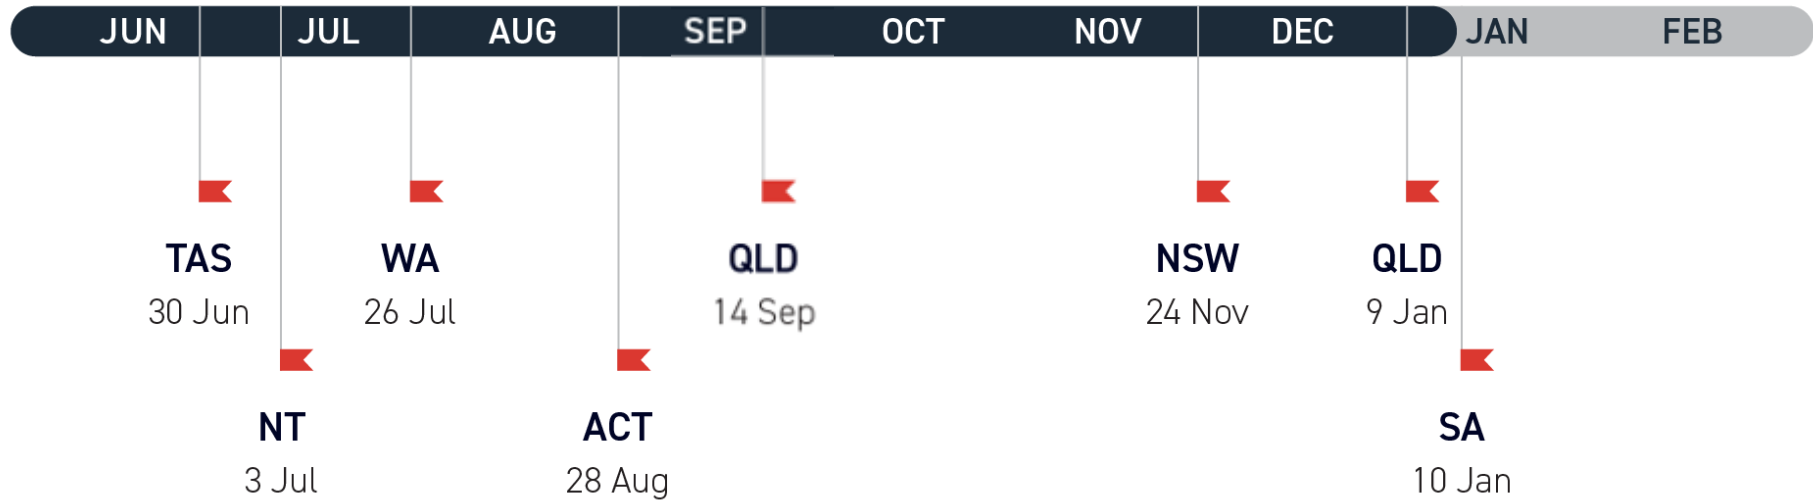 JUN JUL AUG SEP OCT NOV DEC JAN FEB
TAS WA QLD NSW QLD
30 Jun 26 Jul 14 Sep 24 Nov 9 Jan
NT ACT SA
3 Jul 28 Aug 10 Jan